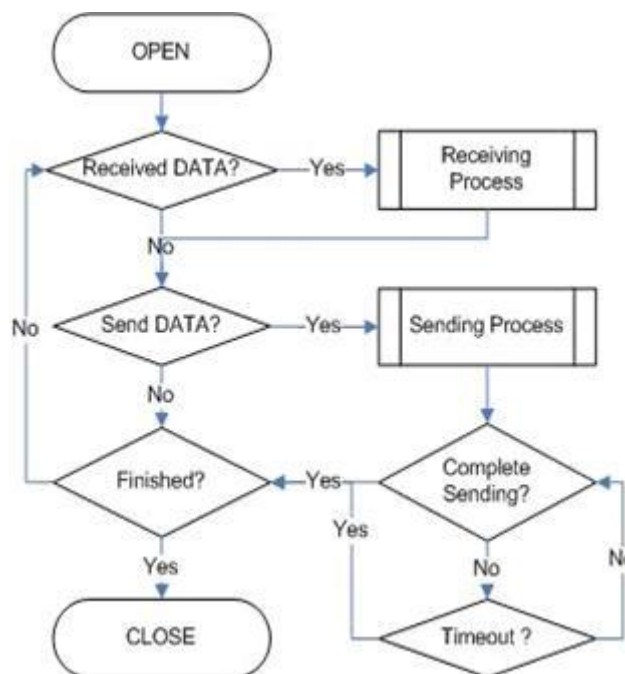 OPEN
Received DATA?
Yes
Receiving
Process
No
Send DATA?
Yes
Sending Process
No
No
Finished?
Yes
Complete
Sending?
Yes
No
No
Yes
CLOSE
Timeout ?